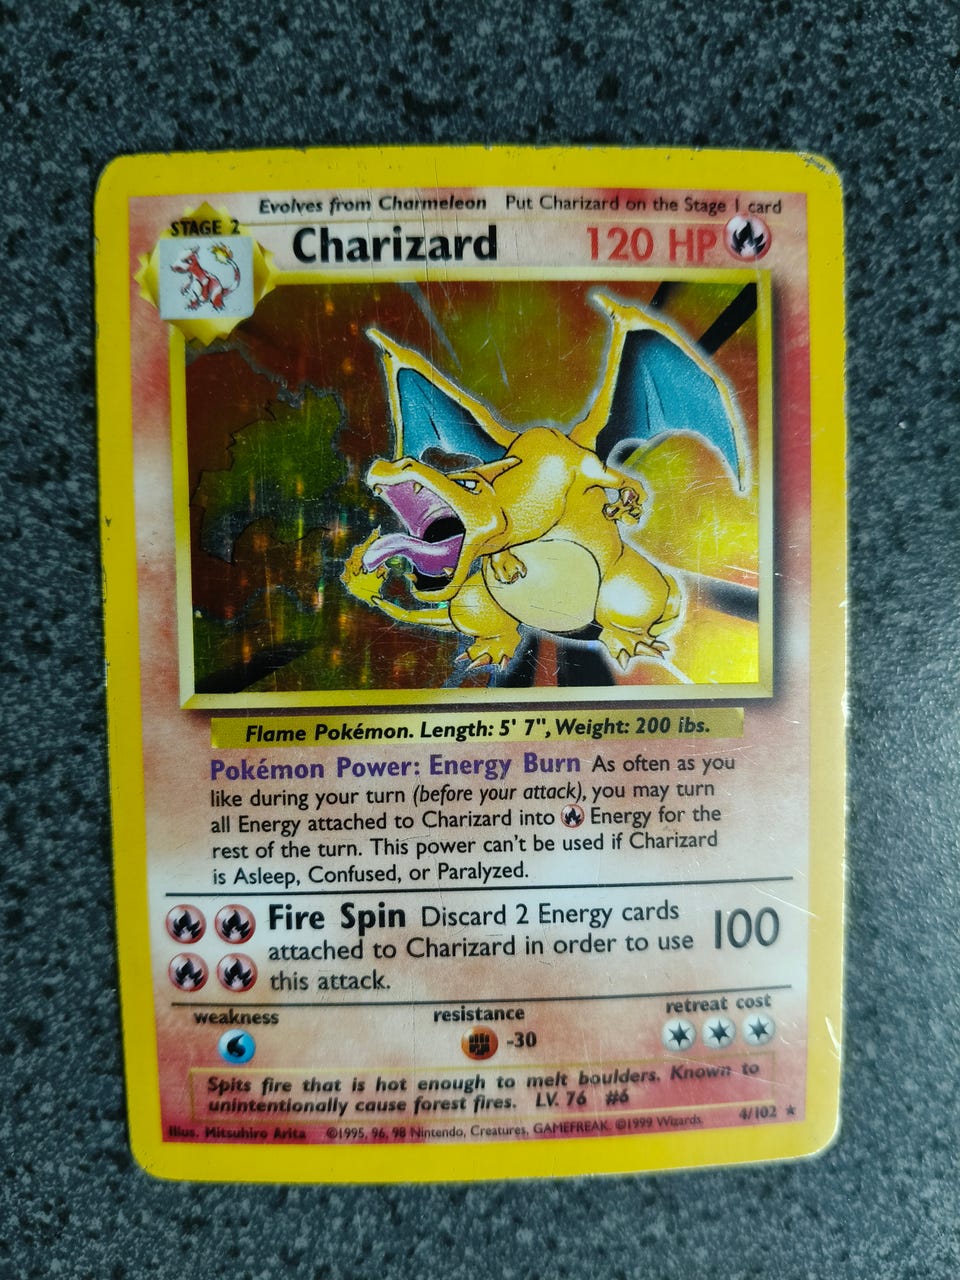 Evolves from Charmeleon Put Charizard on the Stage 1 card
STAGE 2
Charizard 120 HP
Flame Pokémon. Length: 5' 7", Weight: 200 ibs.
Pokémon Power: Energy Burn As often as you
like during your turn (before your attack), you may turn
all Energy attached to Charizard into Energy for the
rest of the turn. This power can't be used if Charizard
is Asleep, Confused, or Paralyzed.
Fire Spin Discard 2 Energy cards
attached to Charizard in order to use
this attack.
100
weakness
resistance
-30
retreat cost
Spits fire that is hot enough to melt boulders. Known to
unintentionally cause forest fires. LV. 76 #6
4/102 ★
Illus. Mitsuhiro Arita ©1995, 96, 98 Nintendo, Creatures, GAMEFREAK. ©1999 Wizards.